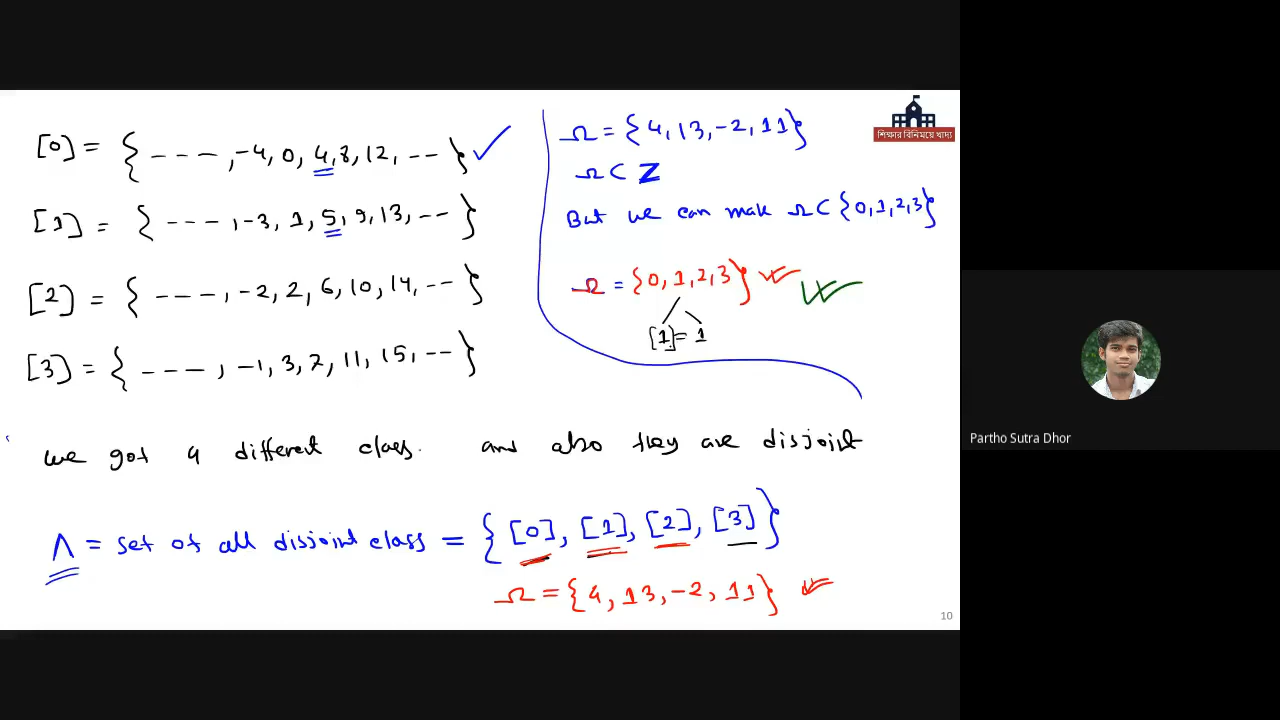 [0] = { - - - , -4, 0, 4, 8, 12, - - }
[1] = { - - - , -3, 1, 5, 9, 13, - - }
[2] = { - - - , -2, 2, 6, 10, 14, - - }
[3] = { - - - , -1, 3, 7, 11, 15, - - }
Ω = {4, 13, -2, 11}
Ω ⊂ Z
But we can make Ω ⊂ {0, 1, 2, 3}
Ω = {0, 1, 2, 3}
[1] = 1
শিক্ষার বিনিময়ে খাদ্য
we got 4 different class. and also they are disjoint
Λ = set of all disjoint class = {[0], [1], [2], [3]}
Ω = {4, 13, -2, 11}
10
Partho Sutra Dhor